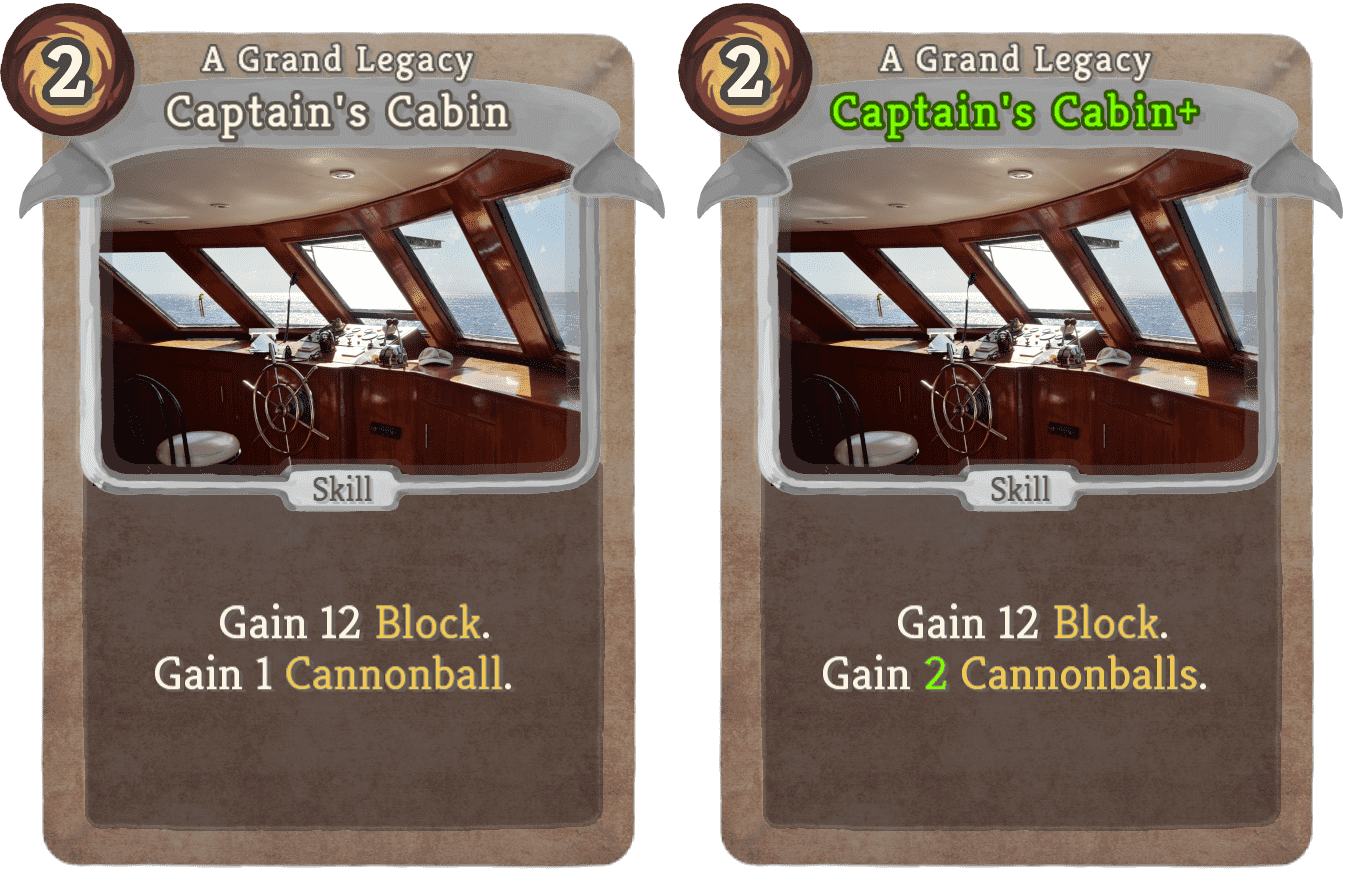 2
A Grand Legacy
Captain's Cabin
Skill
Gain 12 Block.
Gain 1 Cannonball.
2
A Grand Legacy
Captain's Cabin+
Skill
Gain 12 Block.
Gain 2 Cannonballs.